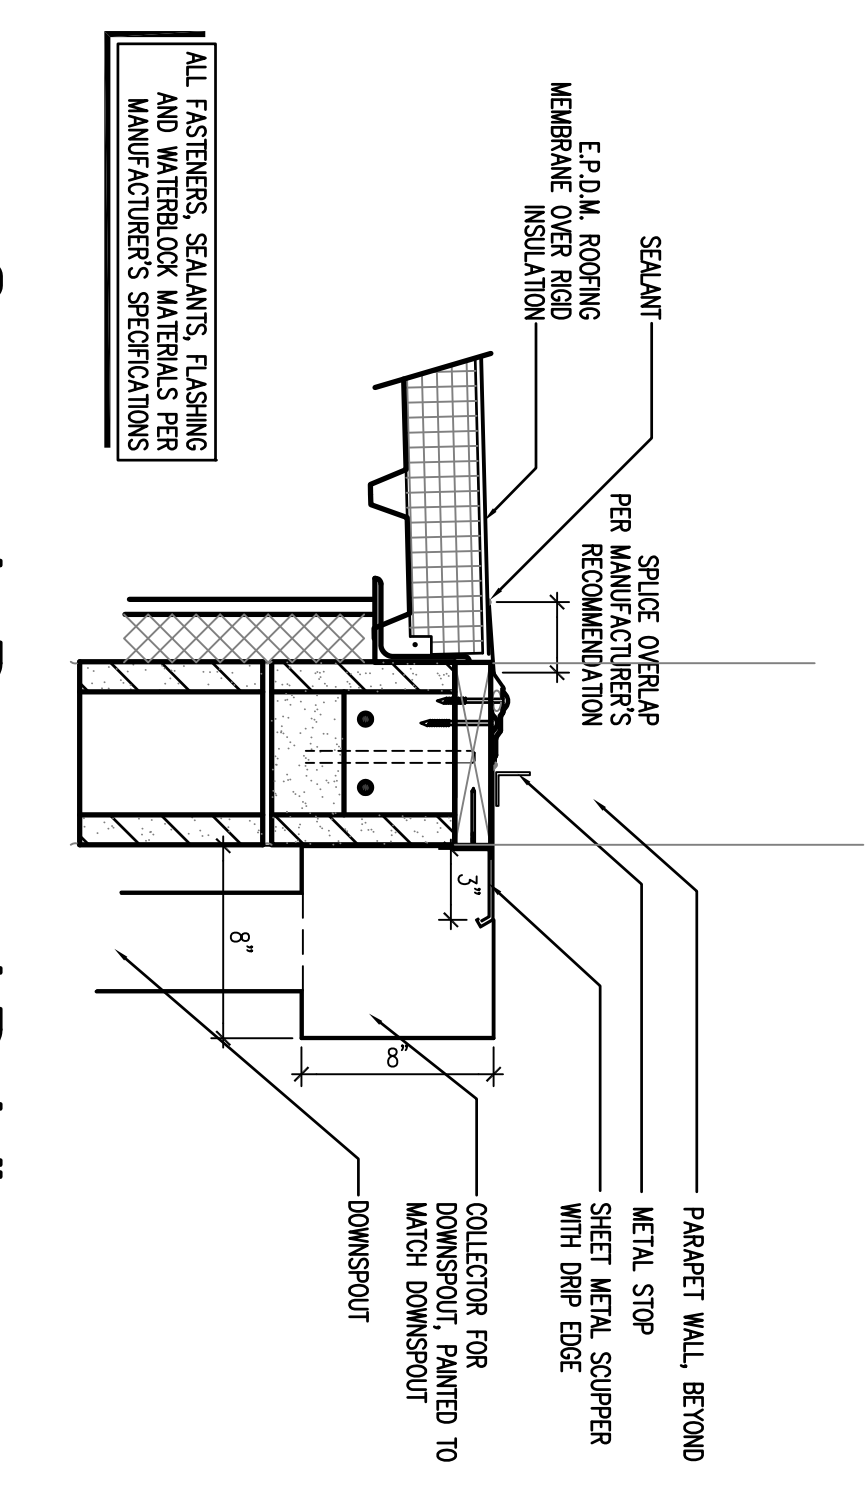 SEALANT
E.P.D.M. ROOFING
MEMBRANE OVER RIGID
INSULATION
SPLICE OVERLAP
PER MANUFACTURER'S
RECOMMENDATION
PARAPET WALL, BEYOND
METAL STOP
SHEET METAL SCUPPER
WITH DRIP EDGE
COLLECTOR FOR
DOWNSPOUT, PAINTED TO
MATCH DOWNSPOUT
DOWNSPOUT
3"
8"
8"
ALL FASTENERS, SEALANTS, FLASHING
AND WATERBLOCK MATERIALS PER
MANUFACTURER'S SPECIFICATIONS